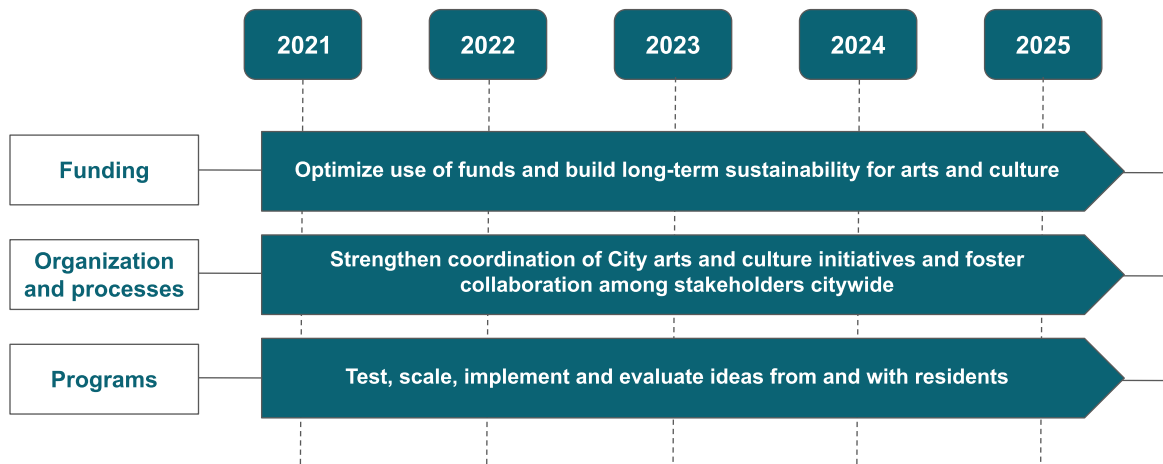 2021 2022 2023 2024 2025
Funding
Optimize use of funds and build long-term sustainability for arts and culture
Organization
and processes
Strengthen coordination of City arts and culture initiatives and foster
collaboration among stakeholders citywide
Programs
Test, scale, implement and evaluate ideas from and with residents